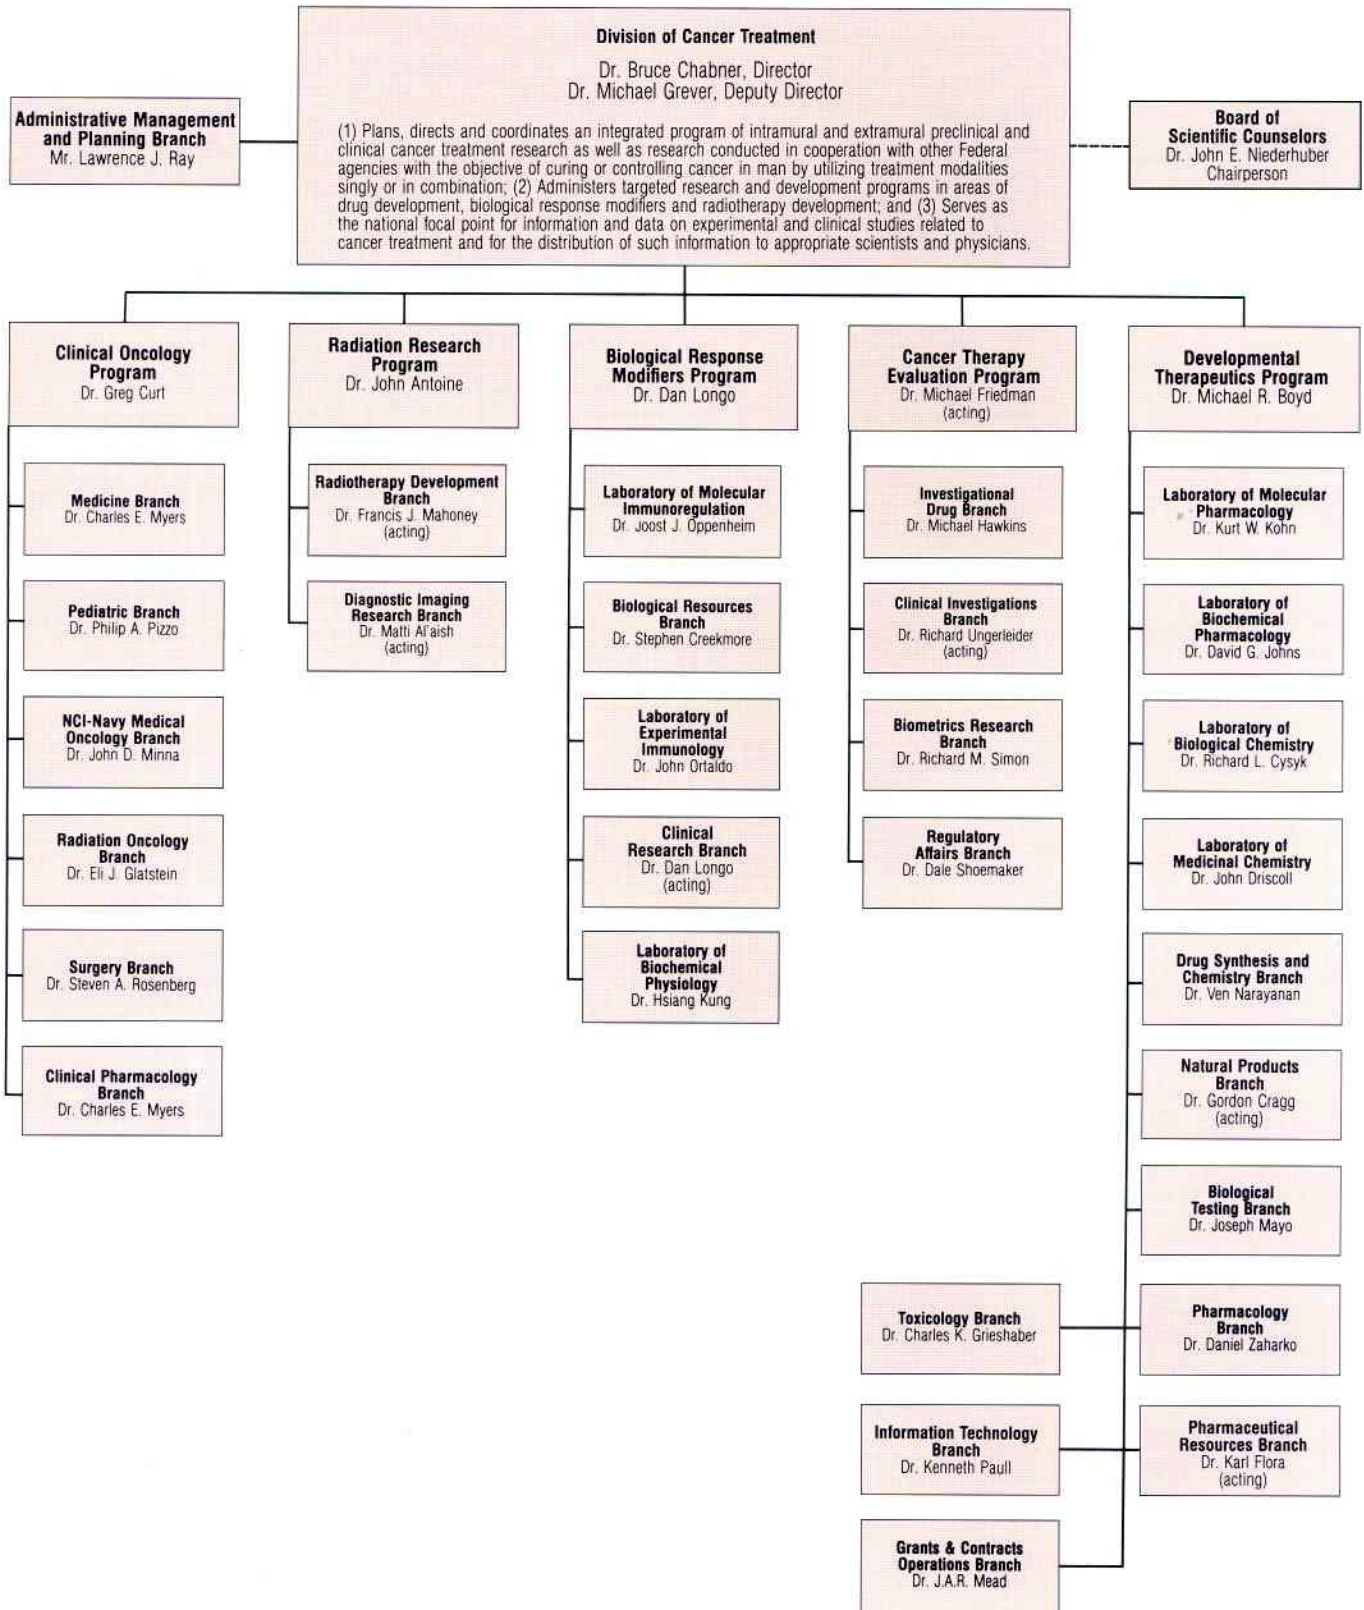 Division of Cancer Treatment
Dr. Bruce Chabner, Director
Dr. Michael Grever, Deputy Director
(1) Plans, directs and coordinates an integrated program of intramural and extramural preclinical and
clinical cancer treatment research as well as research conducted in cooperation with other Federal
agencies with the objective of curing or controlling cancer in man by utilizing treatment modalities
singly or in combination; (2) Administers targeted research and development programs in areas of
drug development, biological response modifiers and radiotherapy development; and (3) Serves as
the national focal point for information and data on experimental and clinical studies related to
cancer treatment and for the distribution of such information to appropriate scientists and physicians.
Administrative Management
and Planning Branch
Mr. Lawrence J. Ray
Board of
Scientific Counselors
Dr. John E. Niederhuber
Chairperson
Clinical Oncology
Program
Dr. Greg Curt
Medicine Branch
Dr. Charles E. Myers
Pediatric Branch
Dr. Philip A. Pizzo
NCI-Navy Medical
Oncology Branch
Dr. John D. Minna
Radiation Oncology
Branch
Dr. Eli J. Glatstein
Surgery Branch
Dr. Steven A. Rosenberg
Clinical Pharmacology
Branch
Dr. Charles E. Myers
Radiation Research
Program
Dr. John Antoine
Radiotherapy Development
Branch
Dr. Francis J. Mahoney
(acting)
Diagnostic Imaging
Research Branch
Dr. Matti Al'aish
(acting)
Biological Response
Modifiers Program
Dr. Dan Longo
Laboratory of Molecular
Immunoregulation
Dr. Joost J. Oppenheim
Biological Resources
Branch
Dr. Stephen Creekmore
Laboratory of
Experimental
Immunology
Dr. John Ortaldo
Clinical
Research Branch
Dr. Dan Longo
(acting)
Laboratory of
Biochemical
Physiology
Dr. Hsiang Kung
Cancer Therapy
Evaluation Program
Dr. Michael Friedman
(acting)
Investigational
Drug Branch
Dr. Michael Hawkins
Clinical Investigations
Branch
Dr. Richard Ungerleider
(acting)
Biometrics Research
Branch
Dr. Richard M. Simon
Regulatory
Affairs Branch
Dr. Dale Shoemaker
Developmental
Therapeutics Program
Dr. Michael R. Boyd
Laboratory of Molecular
Pharmacology
Dr. Kurt W. Kohn
Laboratory of
Biochemical
Pharmacology
Dr. David G. Johns
Laboratory of
Biological Chemistry
Dr. Richard L. Cysyk
Laboratory of
Medicinal Chemistry
Dr. John Driscoll
Drug Synthesis and
Chemistry Branch
Dr. Ven Narayanan
Natural Products
Branch
Dr. Gordon Cragg
(acting)
Biological
Testing Branch
Dr. Joseph Mayo
Toxicology Branch
Dr. Charles K. Grieshaber
Pharmacology
Branch
Dr. Daniel Zaharko
Information Technology
Branch
Dr. Kenneth Paull
Pharmaceutical
Resources Branch
Dr. Karl Flora
(acting)
Grants & Contracts
Operations Branch
Dr. J.A.R. Mead